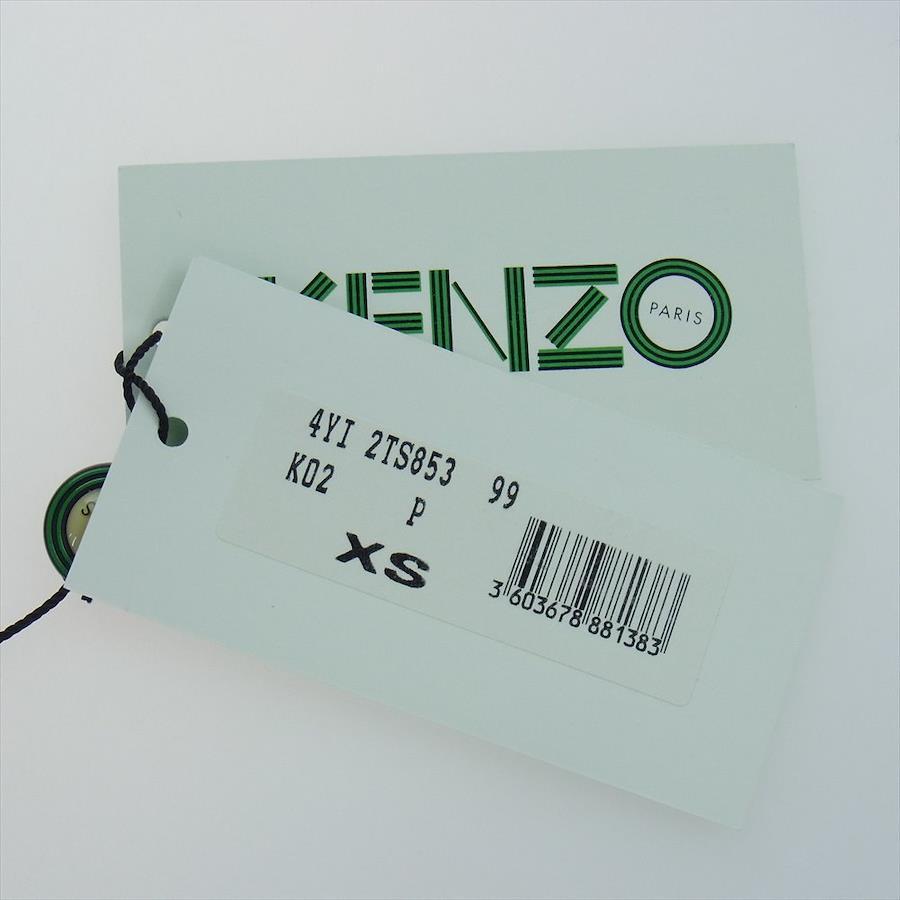 KENZO
PARIS
4YI 2TS853 99
K02 P
XS
3 603678 881383